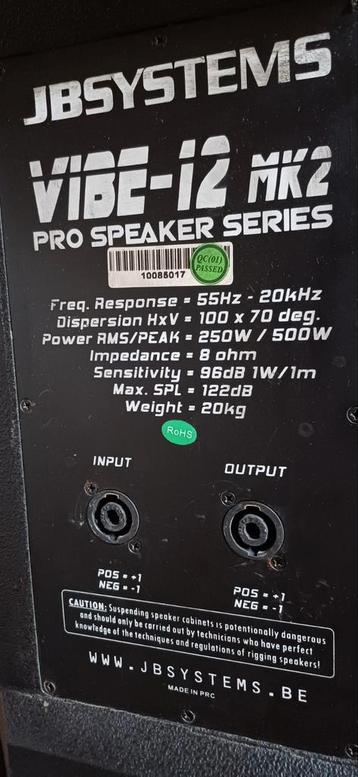 JBSYSTEMS
VIBE-12 MK2
PRO SPEAKER SERIES
QC(01)
PASSED
10085017
Freq. Response = 55Hz - 20kHz
Dispersion HxV = 100 x 70 deg.
Power RMS/PEAK = 250W / 500W
Impedance = 8 ohm
Sensitivity = 96dB 1W/1m
Max. SPL = 122dB
Weight = 20kg
RoHS
INPUT
OUTPUT
POS = +1
NEG = -1
POS = +1
NEG = -1
CAUTION: Suspending speaker cabinets is potentially dangerous
and should only be carried out by technicians who have perfect
knowledge of the techniques and regulations of rigging speakers!
WWW.JBSYSTEMS.BE
MADE IN PRC